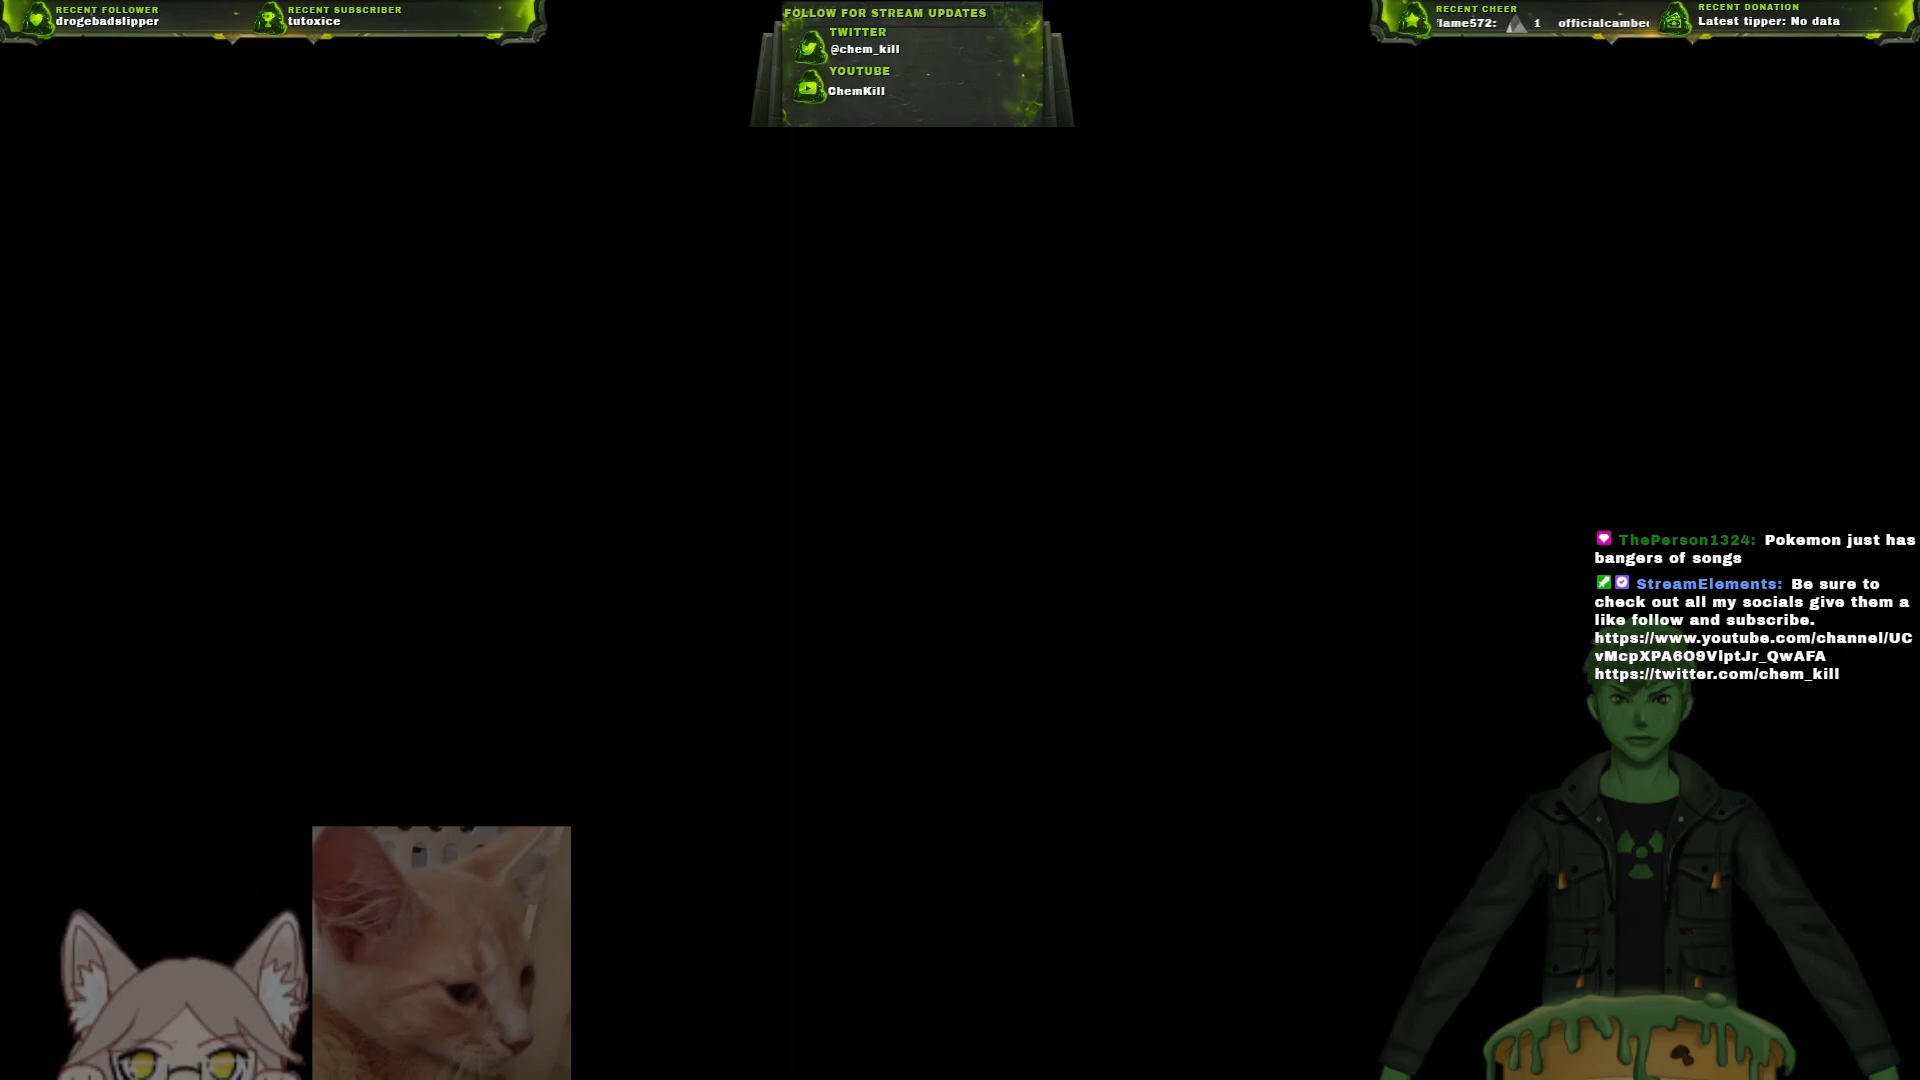 RECENT FOLLOWER
drogebadslipper
RECENT SUBSCRIBER
tutoxice
FOLLOW FOR STREAM UPDATES
TWITTER
@chem_kill
YOUTUBE
ChemKill
RECENT CHEER
lame572: 1 officialcambe
RECENT DONATION
Latest tipper: No data
ThePerson1324: Pokemon just has
bangers of songs
StreamElements: Be sure to
check out all my socials give them a
like follow and subscribe.
https://www.youtube.com/channel/UC
vMcpXPA6O9VlptJr_QwAFA
https://twitter.com/chem_kill